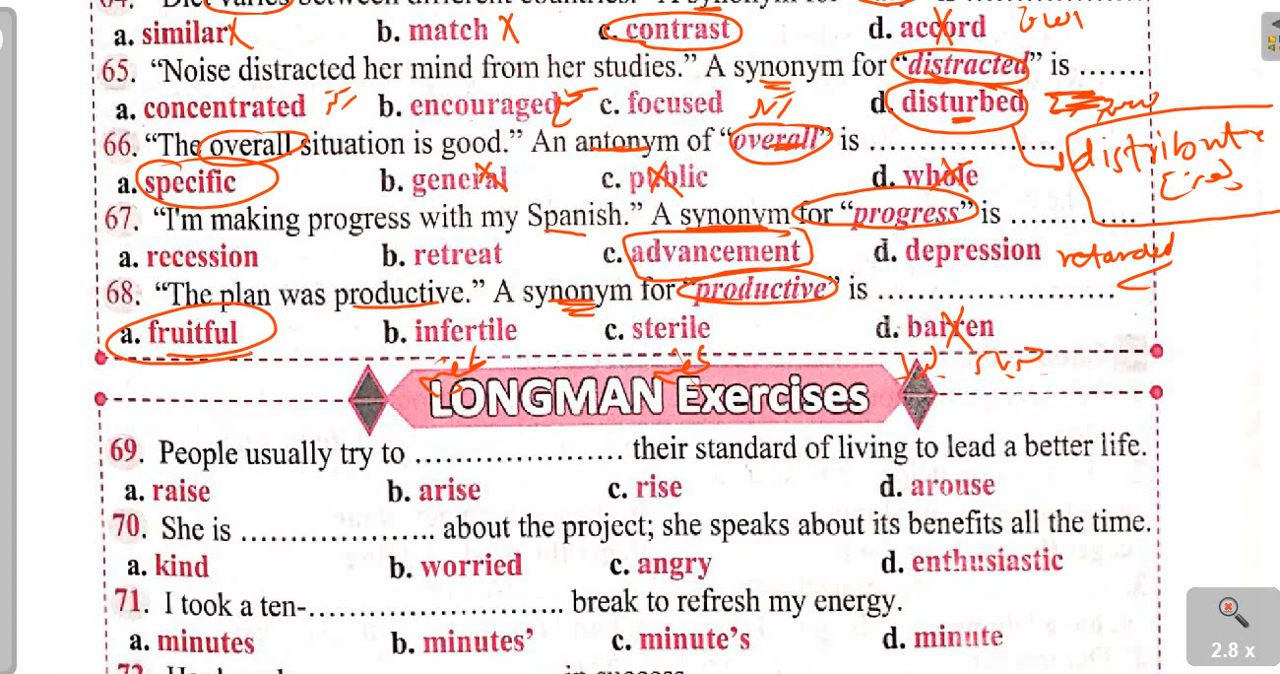 a. similar b. match c. contrast d. accord
65. “Noise distracted her mind from her studies.” A synonym for “distracted” is .......
a. concentrated b. encouraged c. focused d. disturbed
66. “The overall situation is good.” An antonym of “overall” is .....................
a. specific b. general c. public d. whole
67. “I'm making progress with my Spanish.” A synonym for “progress” is .............
a. recession b. retreat c. advancement d. depression retarded
68. “The plan was productive.” A synonym for “productive” is ..........................
a. fruitful b. infertile c. sterile d. barren
LONGMAN Exercises
69. People usually try to ....................... their standard of living to lead a better life.
a. raise b. arise c. rise d. arouse
70. She is ..................... about the project; she speaks about its benefits all the time.
a. kind b. worried c. angry d. enthusiastic
71. I took a ten-............................ break to refresh my energy.
a. minutes b. minutes’ c. minute’s d. minute
2.8 x